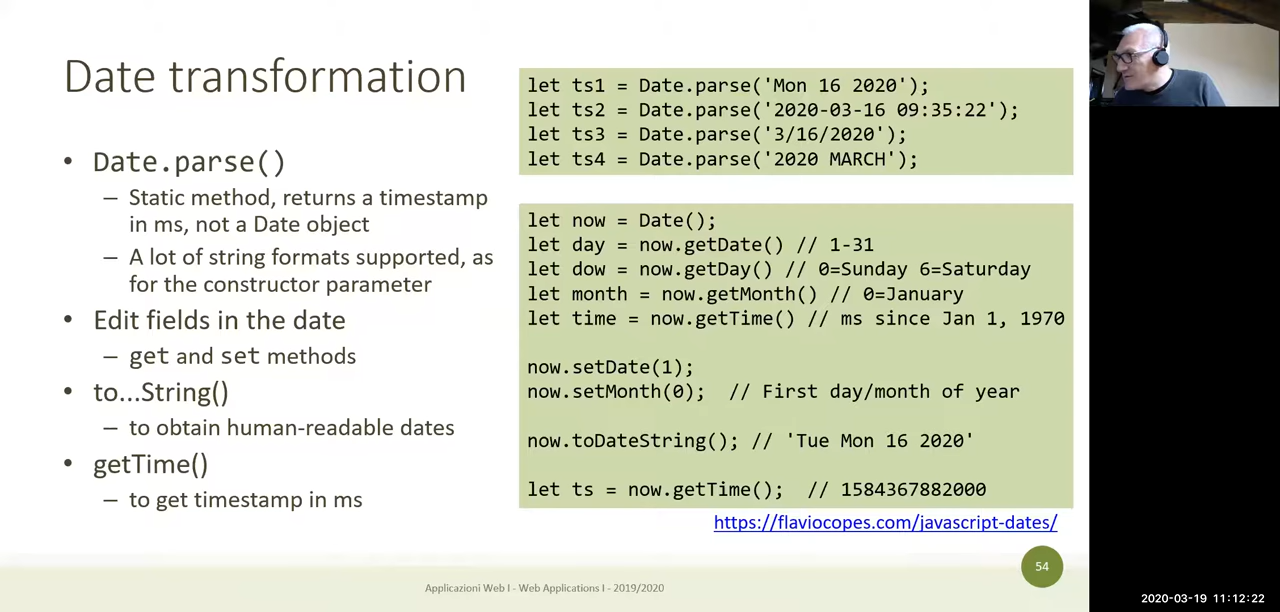 Date transformation
• Date.parse()
– Static method, returns a timestamp
in ms, not a Date object
– A lot of string formats supported, as
for the constructor parameter
• Edit fields in the date
– get and set methods
• to...String()
– to obtain human-readable dates
• getTime()
– to get timestamp in ms
let ts1 = Date.parse('Mon 16 2020');
let ts2 = Date.parse('2020-03-16 09:35:22');
let ts3 = Date.parse('3/16/2020');
let ts4 = Date.parse('2020 MARCH');
let now = Date();
let day = now.getDate() // 1-31
let dow = now.getDay() // 0=Sunday 6=Saturday
let month = now.getMonth() // 0=January
let time = now.getTime() // ms since Jan 1, 1970
now.setDate(1);
now.setMonth(0);  // First day/month of year
now.toDateString(); // 'Tue Mon 16 2020'
let ts = now.getTime();  // 1584367882000
https://flaviocopes.com/javascript-dates/
54
Applicazioni Web I - Web Applications I - 2019/2020
2020-03-19 11:12:22